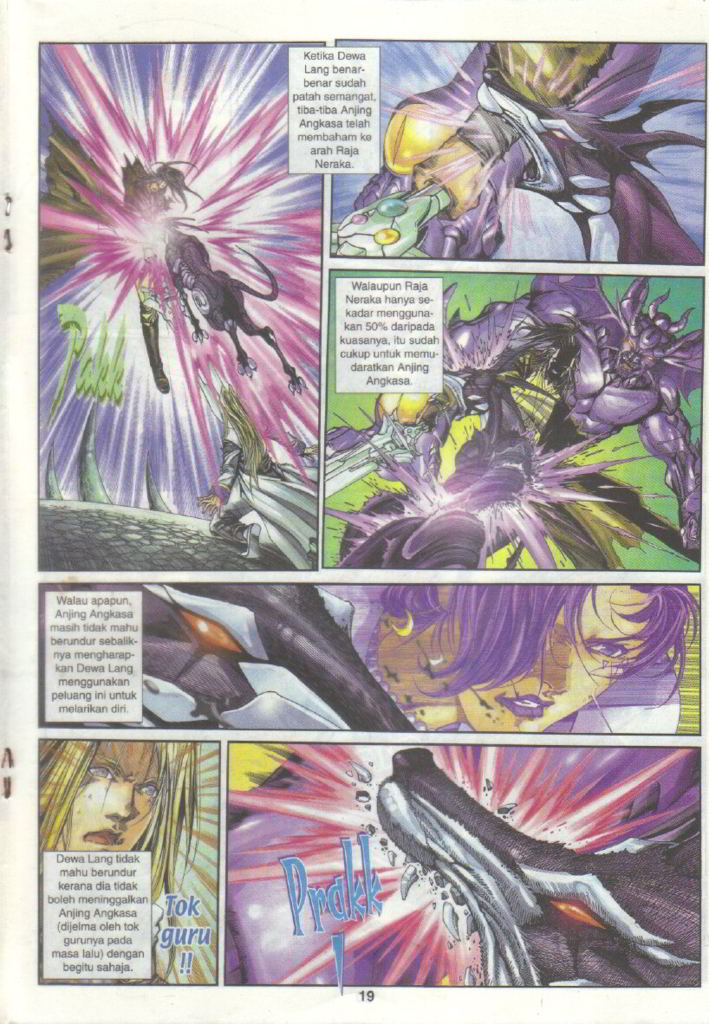 Ketika Dewa
Lang benar-
benar sudah
patah semangat,
tiba-tiba Anjing
Angkasa telah
membaham ke
arah Raja
Neraka.
Pakk
Walaupun Raja
Neraka hanya se-
kadar mengguna-
kan 50% daripada
kuasanya, itu sudah
cukup untuk memu-
daratkan Anjing
Angkasa.
Walau apapun,
Anjing Angkasa
masih tidak mahu
berundur sebalik-
nya mengharap-
kan Dewa Lang
menggunakan
peluang ini untuk
melarikan diri.
Dewa Lang tidak
mahu berundur
kerana dia tidak
boleh meninggalkan
Anjing Angkasa
(dijelma oleh tok
gurunya pada
masa lalu) dengan
begitu sahaja.
Tok
guru
!!
Prakk
!
19